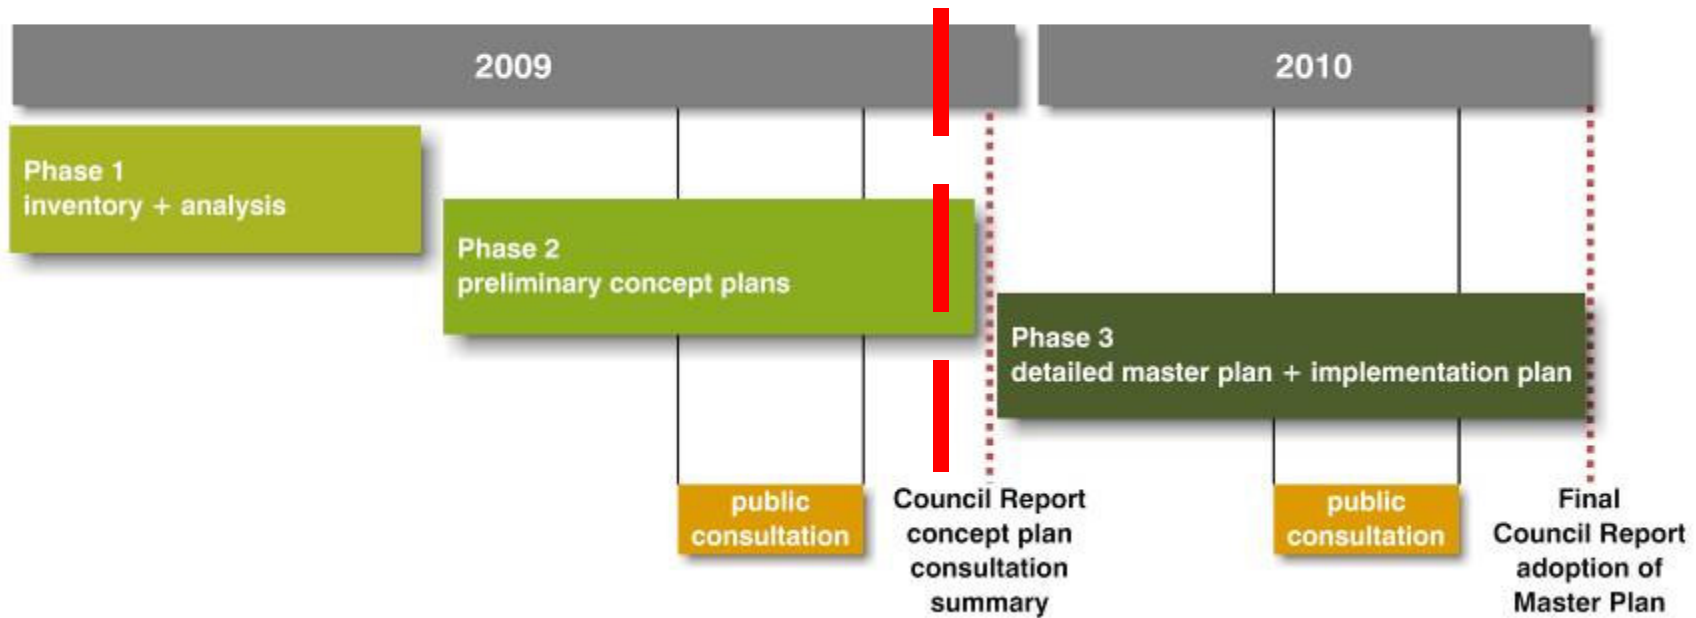 2009
2010
Phase 1
inventory + analysis
Phase 2
preliminary concept plans
Phase 3
detailed master plan + implementation plan
public
consultation
Council Report
concept plan
consultation
summary
public
consultation
Final
Council Report
adoption of
Master Plan